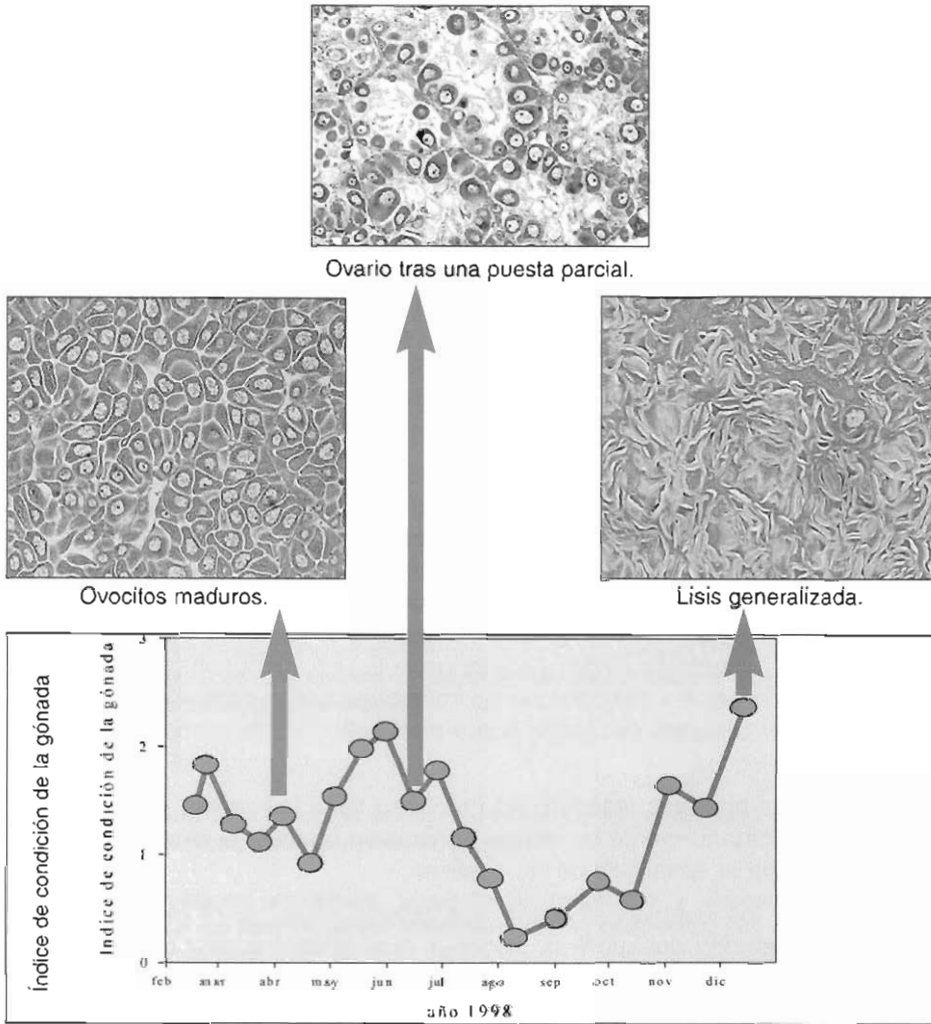 Ovario tras una puesta parcial.
Ovocitos maduros.
Lisis generalizada.
Índice de condición de la gónada
Indice de condición de la gónada
3
2
1
0
feb mar abr may jun jul ago sep oct nov dic
año 1998